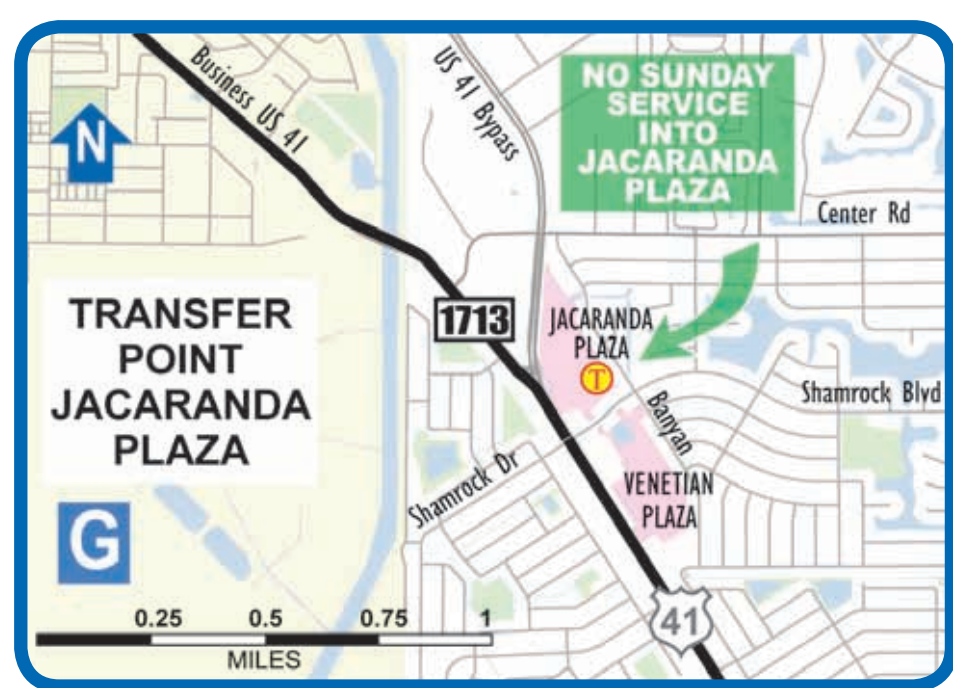 Business US 41
US 41 Bypass
NO SUNDAY
SERVICE
INTO
JACARANDA
PLAZA
N
Center Rd
TRANSFER
POINT
JACARANDA
PLAZA
1713
JACARANDA
PLAZA
T
Shamrock Blvd
Banyan
Shamrock Dr
VENETIAN
PLAZA
G
41
0.25 0.5 0.75 1
MILES